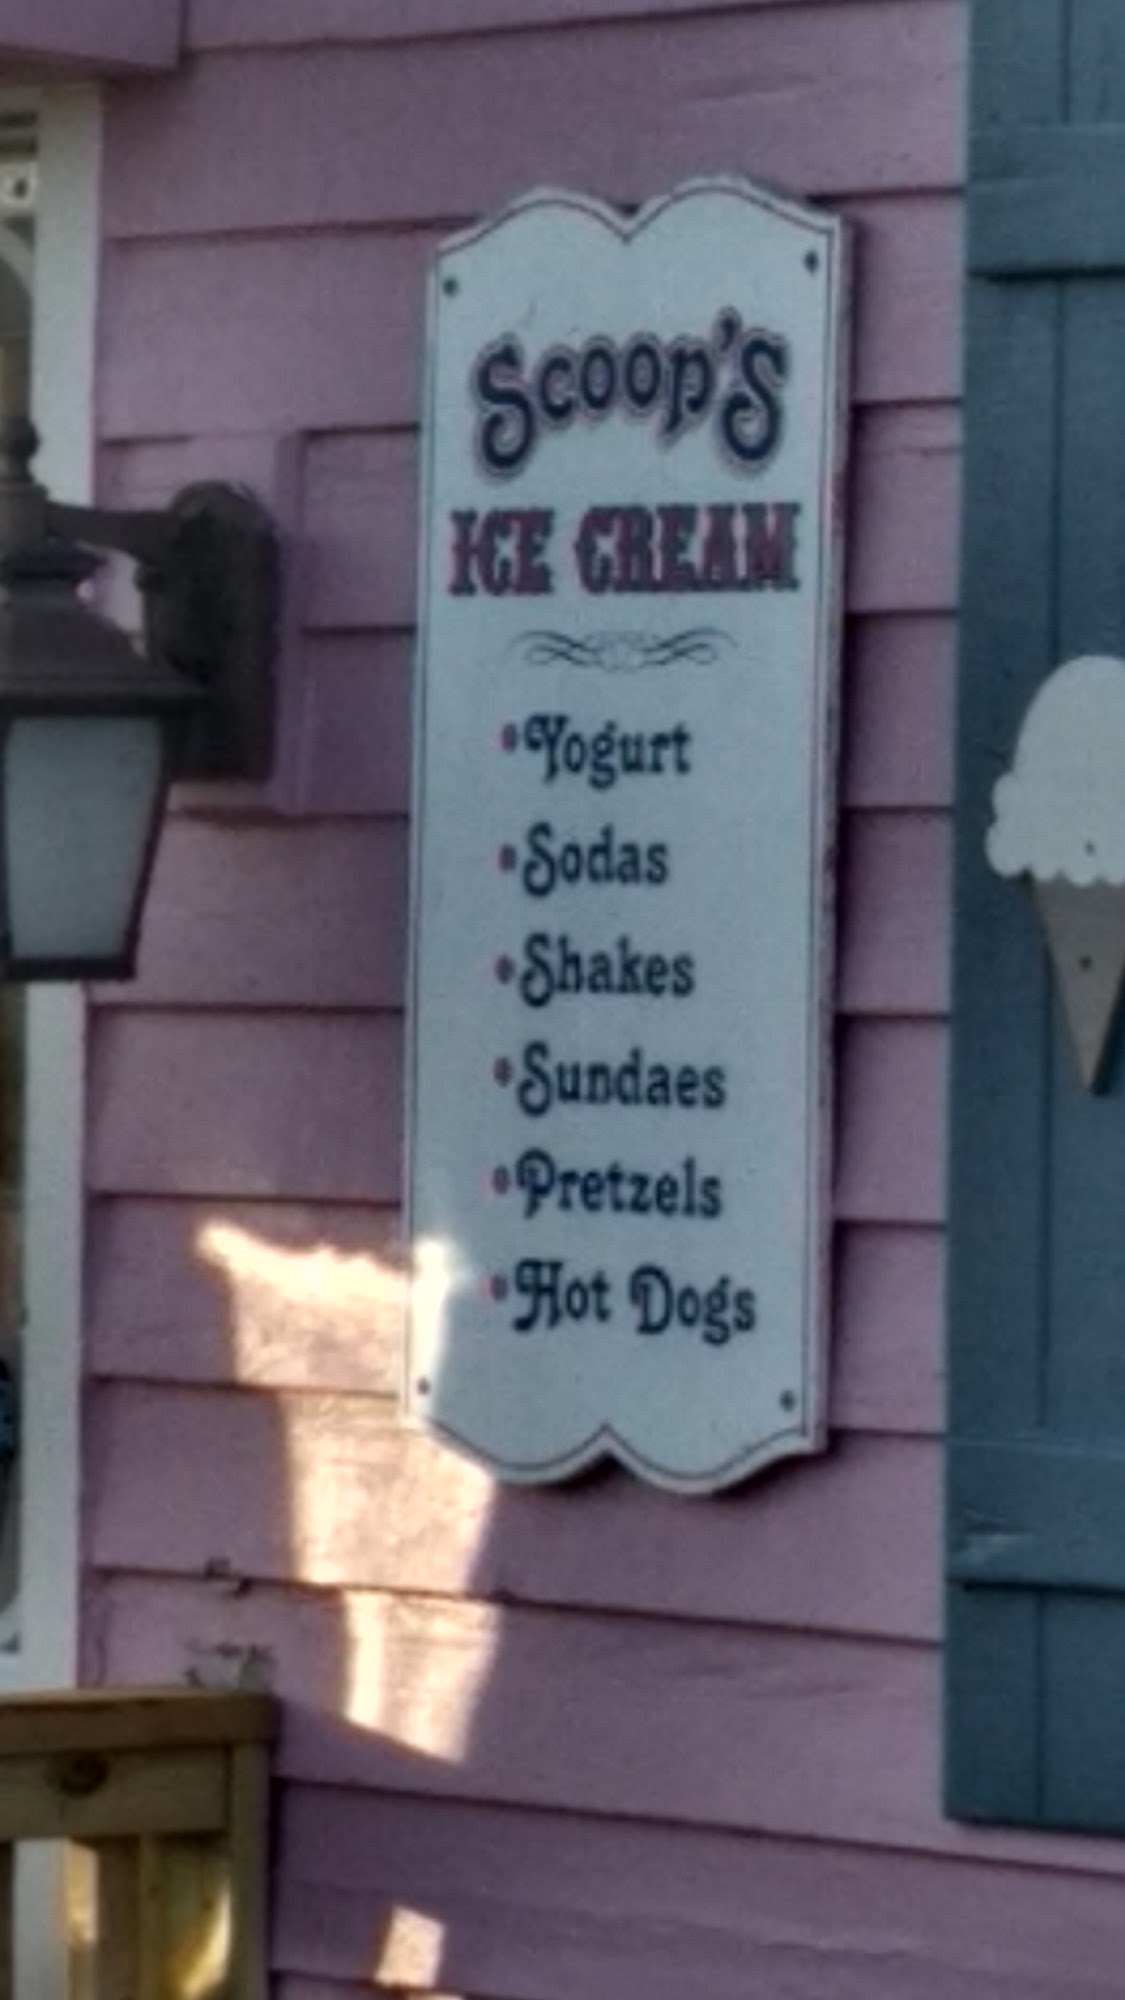 Scoop's
ICE CREAM
•Yogurt
•Sodas
•Shakes
•Sundaes
•Pretzels
•Hot Dogs